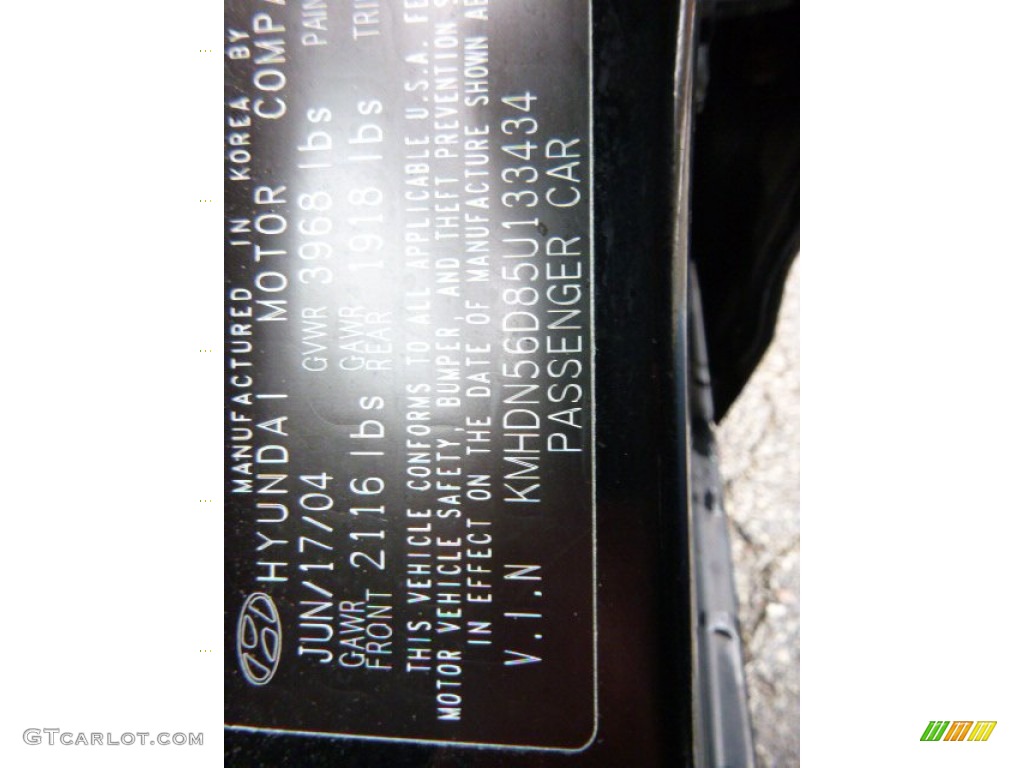 MANUFACTURED IN KOREA BY
HYUNDAI MOTOR COMPA
JUN/17/04 GVWR 3968 lbs PAIN
GAWR FRONT 2116 lbs GAWR REAR 1918 lbs TRI
THIS VEHICLE CONFORMS TO ALL APPLICABLE U.S.A. FE
MOTOR VEHICLE SAFETY, BUMPER, AND THEFT PREVENTION S
IN EFFECT ON THE DATE OF MANUFACTURE SHOWN AB
V.I.N KMHDN56D85U133434
PASSENGER CAR
GTCarlot.com